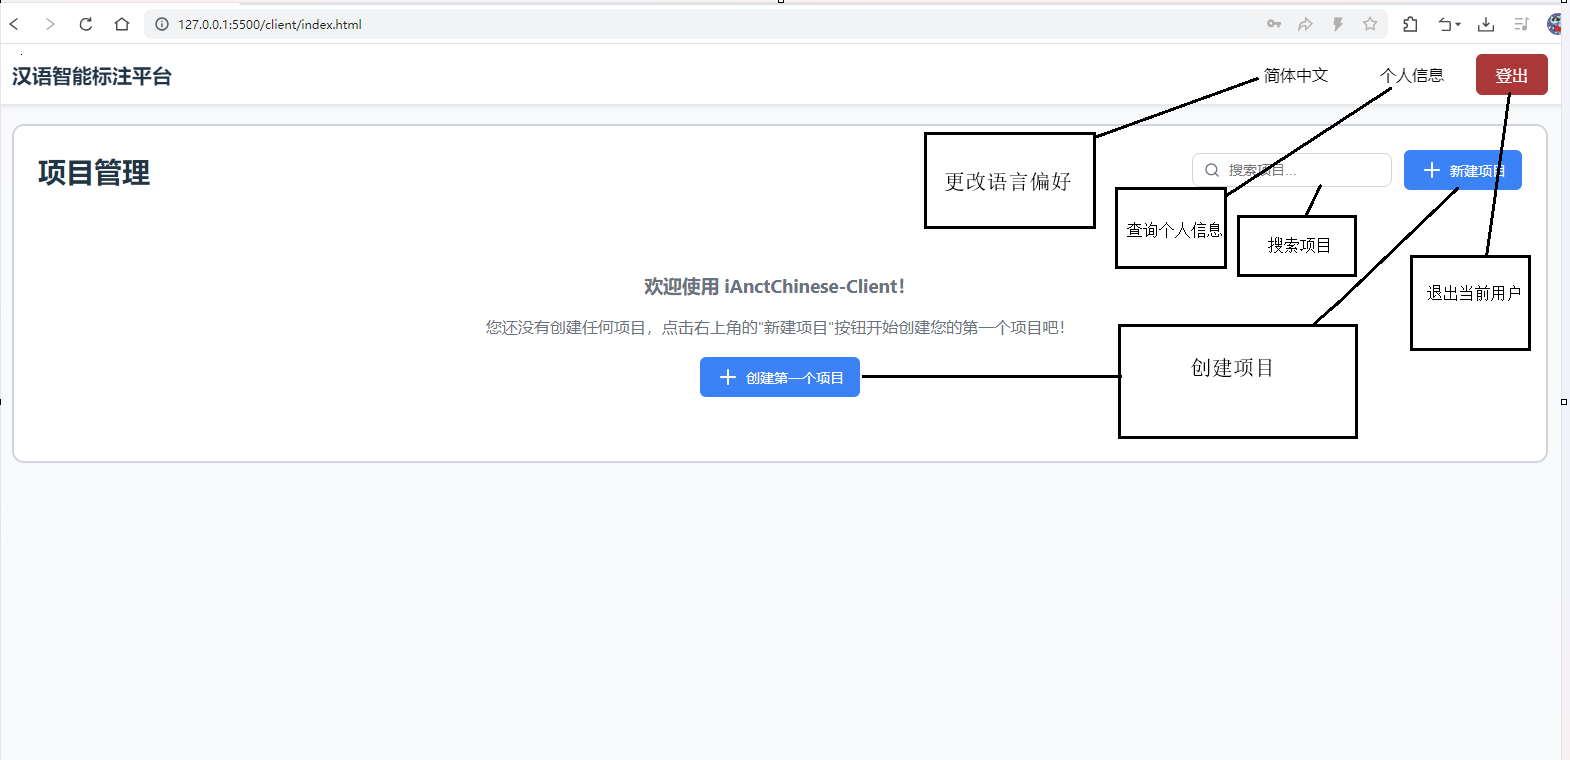 127.0.0.1:5500/client/index.html
汉语智能标注平台
简体中文
个人信息
登出
项目管理
搜索项目...
新建项目
更改语言偏好
查询个人信息
搜索项目
退出当前用户
欢迎使用 iAnctChinese-Client！
您还没有创建任何项目，点击右上角的"新建项目"按钮开始创建您的第一个项目吧！
创建第一个项目
创建项目